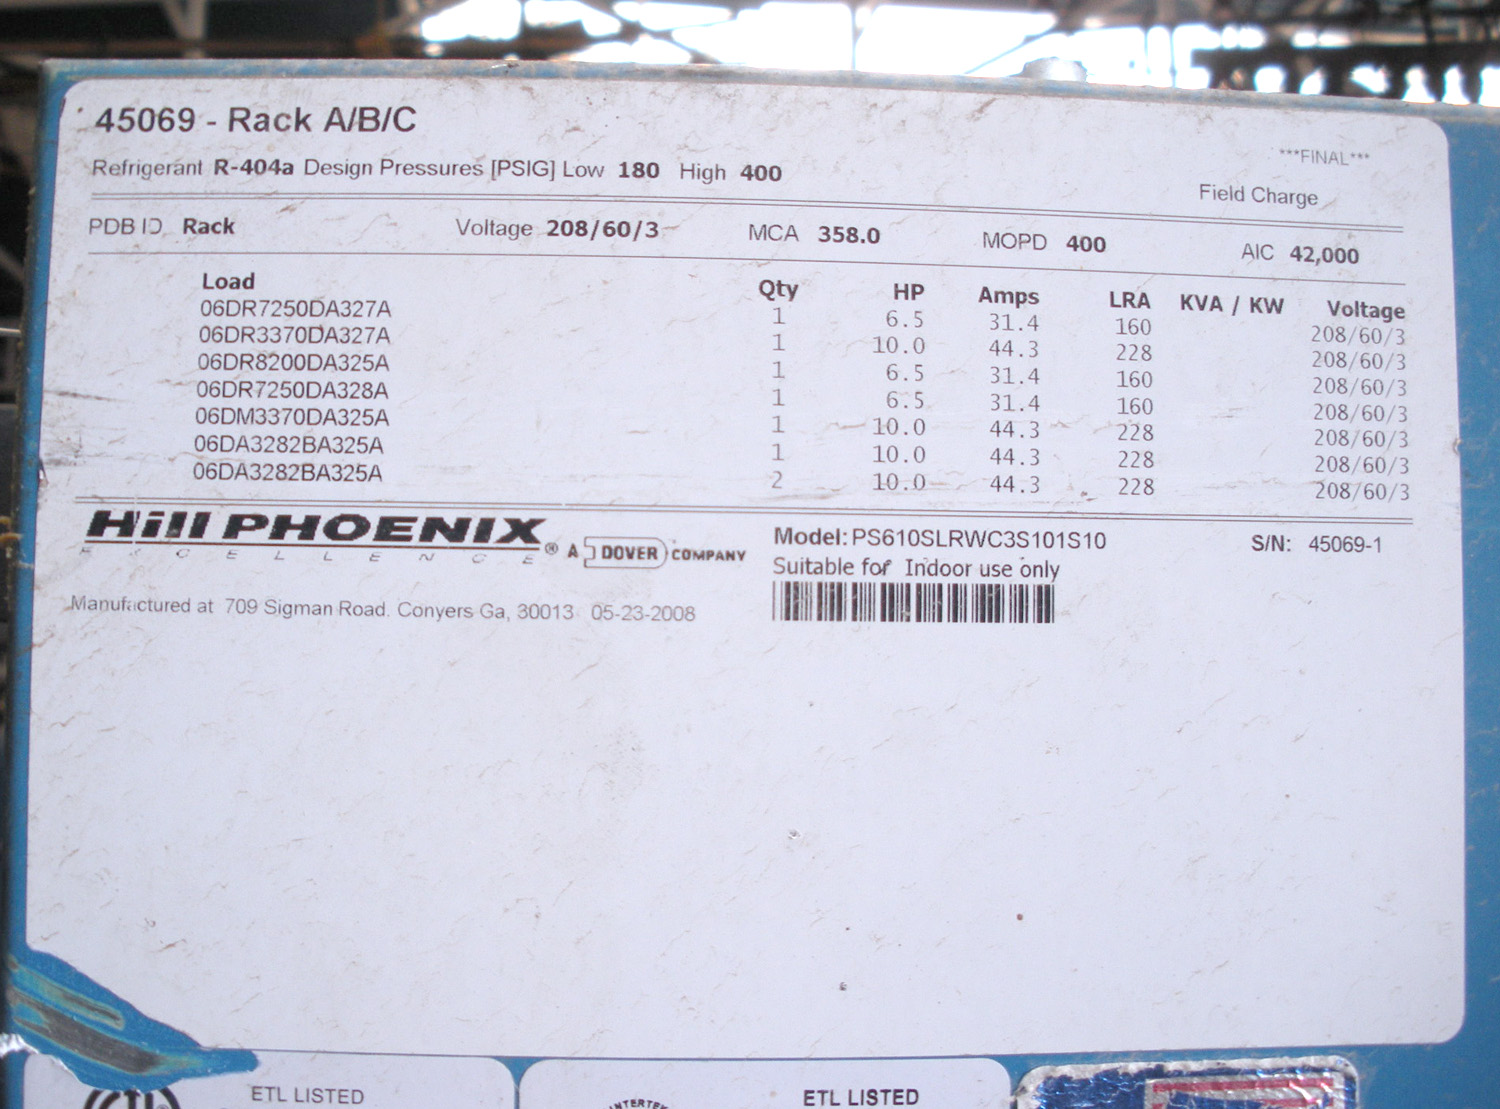 45069 - Rack A/B/C
***FINAL***
Refrigerant R-404a Design Pressures [PSIG] Low 180 High 400
Field Charge
PDB ID Rack Voltage 208/60/3 MCA 358.0 MOPD 400 AIC 42,000
Load Qty HP Amps LRA KVA / KW Voltage
06DR7250DA327A 1 6.5 31.4 160 208/60/3
06DR3370DA327A 1 10.0 44.3 228 208/60/3
06DR8200DA325A 1 6.5 31.4 160 208/60/3
06DR7250DA328A 1 6.5 31.4 160 208/60/3
06DM3370DA325A 1 10.0 44.3 228 208/60/3
06DA3282BA325A 1 10.0 44.3 228 208/60/3
06DA3282BA325A 2 10.0 44.3 228 208/60/3
Hill PHOENIX
EXCELLENCE ® A DOVER COMPANY
Model: PS610SLRWC3S101S10 S/N: 45069-1
Suitable for Indoor use only
Manufactured at 709 Sigman Road. Conyers Ga, 30013 05-23-2008
ETL LISTED
INTERTEK
ETL LISTED